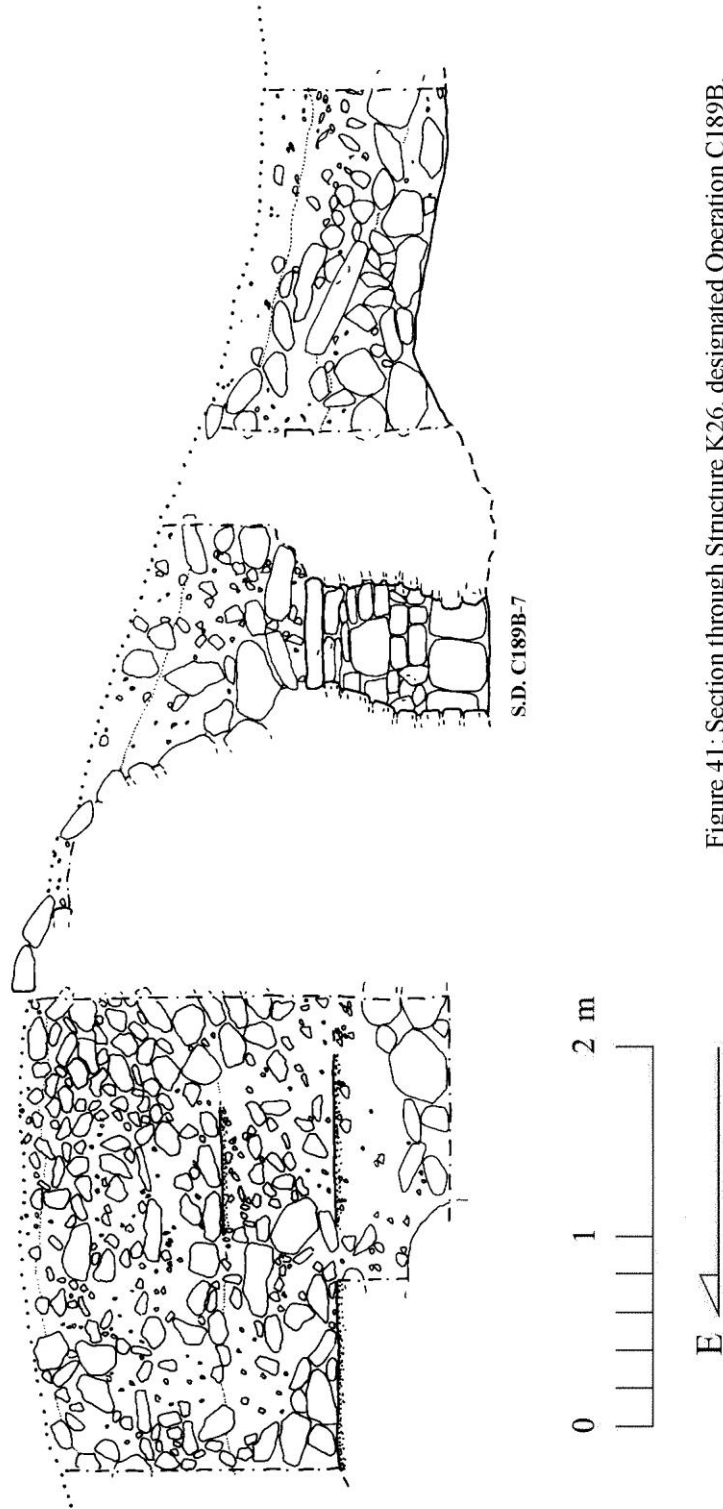 S.D. C189B-7
0 1 2 m
E
Figure 41: Section through Structure K26, designated Operation C189B.